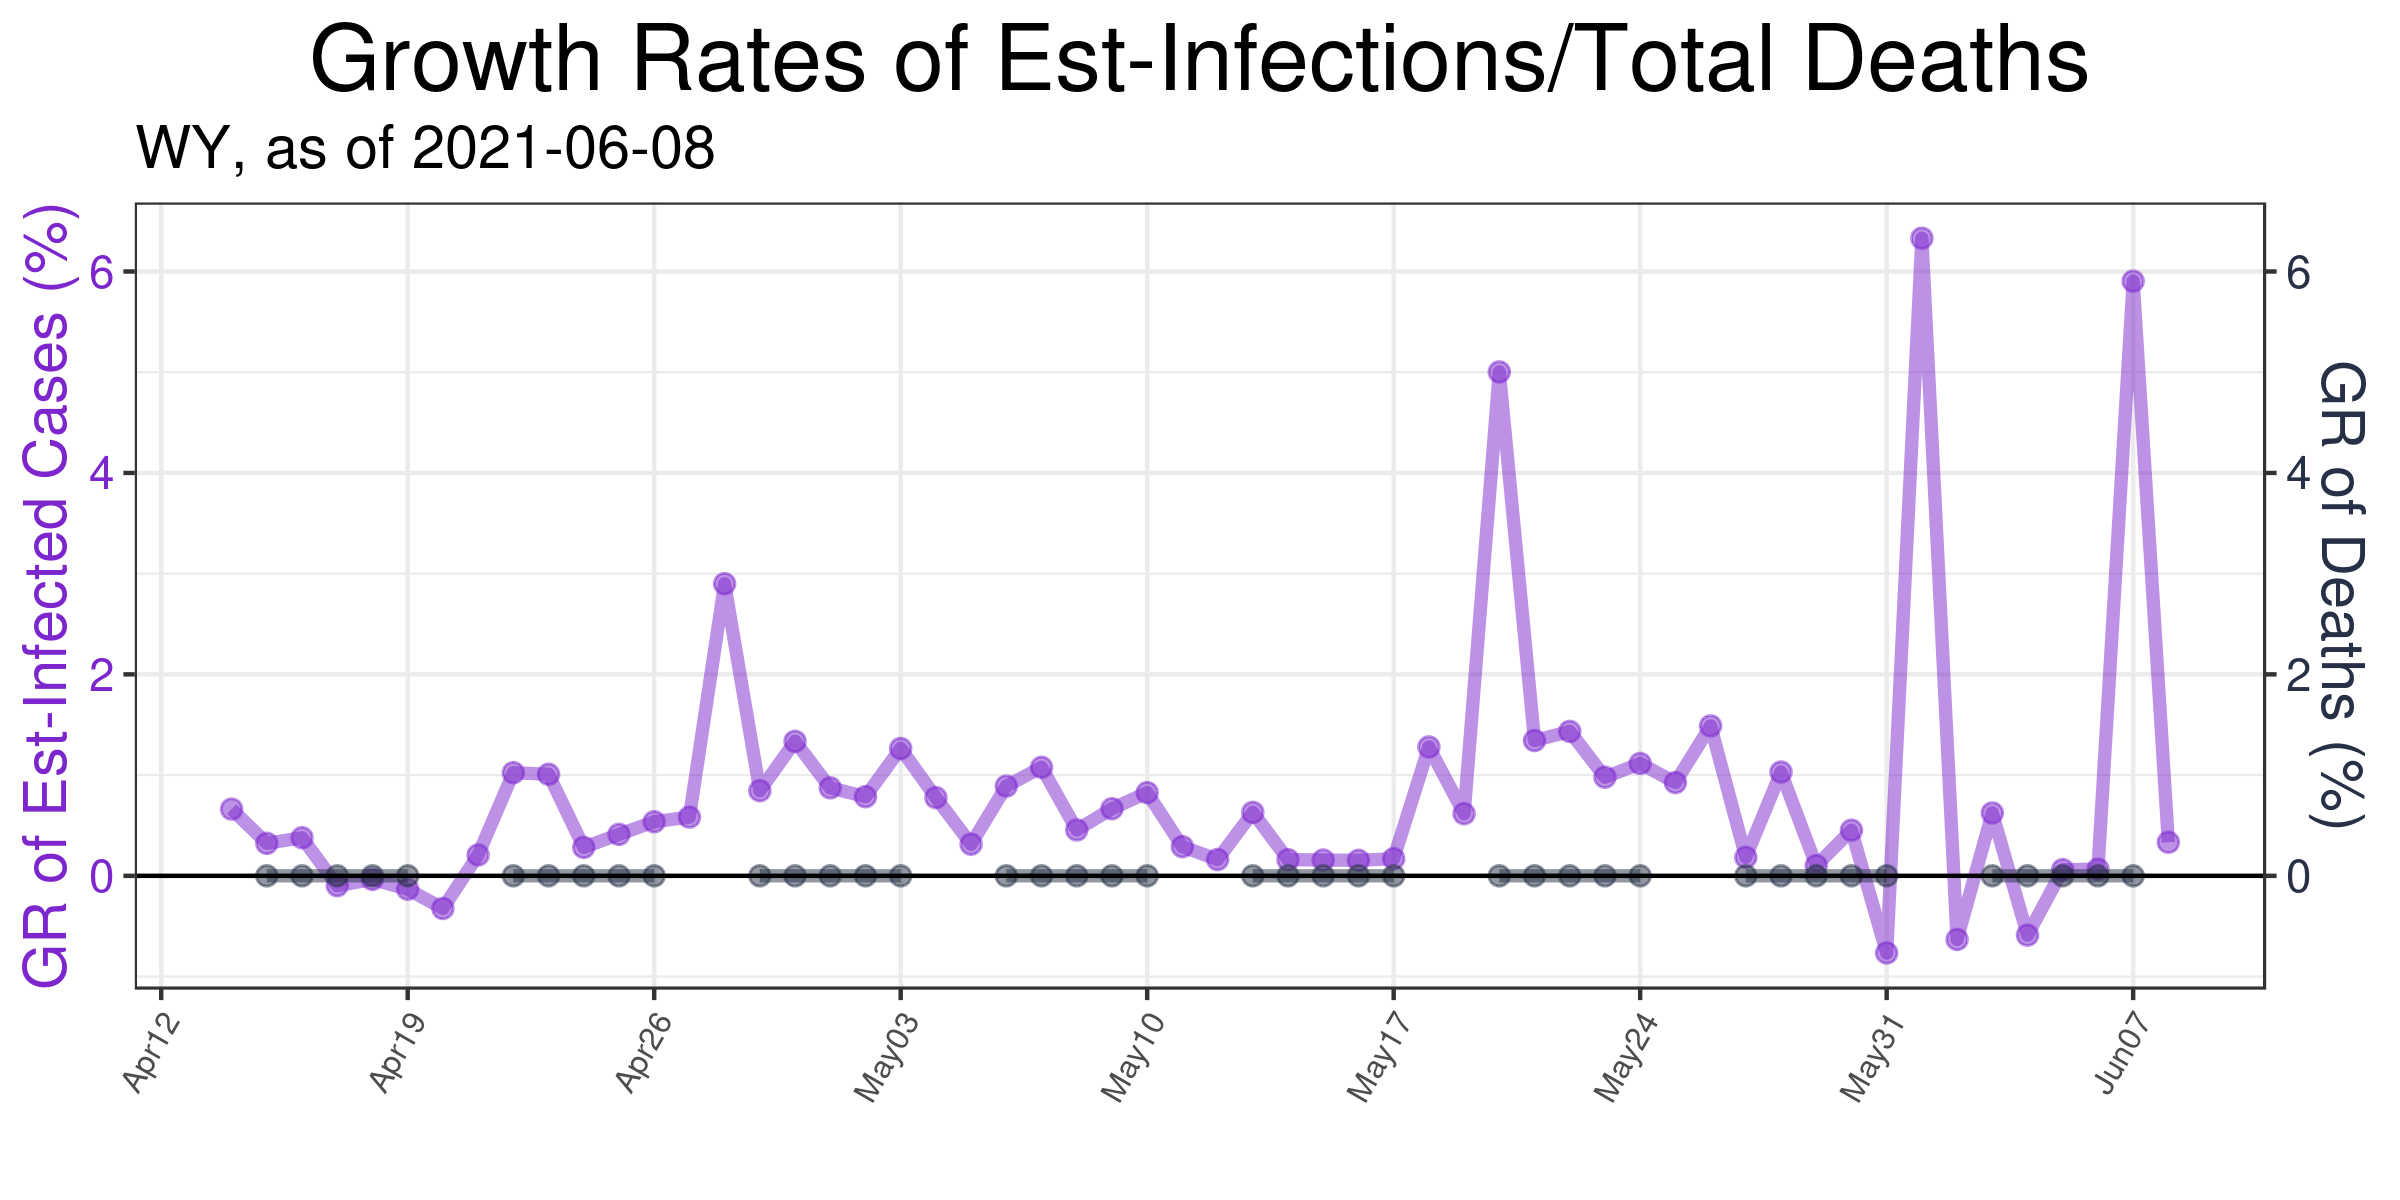 Growth Rates of Est-Infections/Total Deaths
WY, as of 2021-06-08
GR of Est-Infected Cases (%)
6
4
2
0
6
4
2
0
GR of Deaths (%)
Apr12
Apr19
Apr26
May03
May10
May17
May24
May31
Jun07